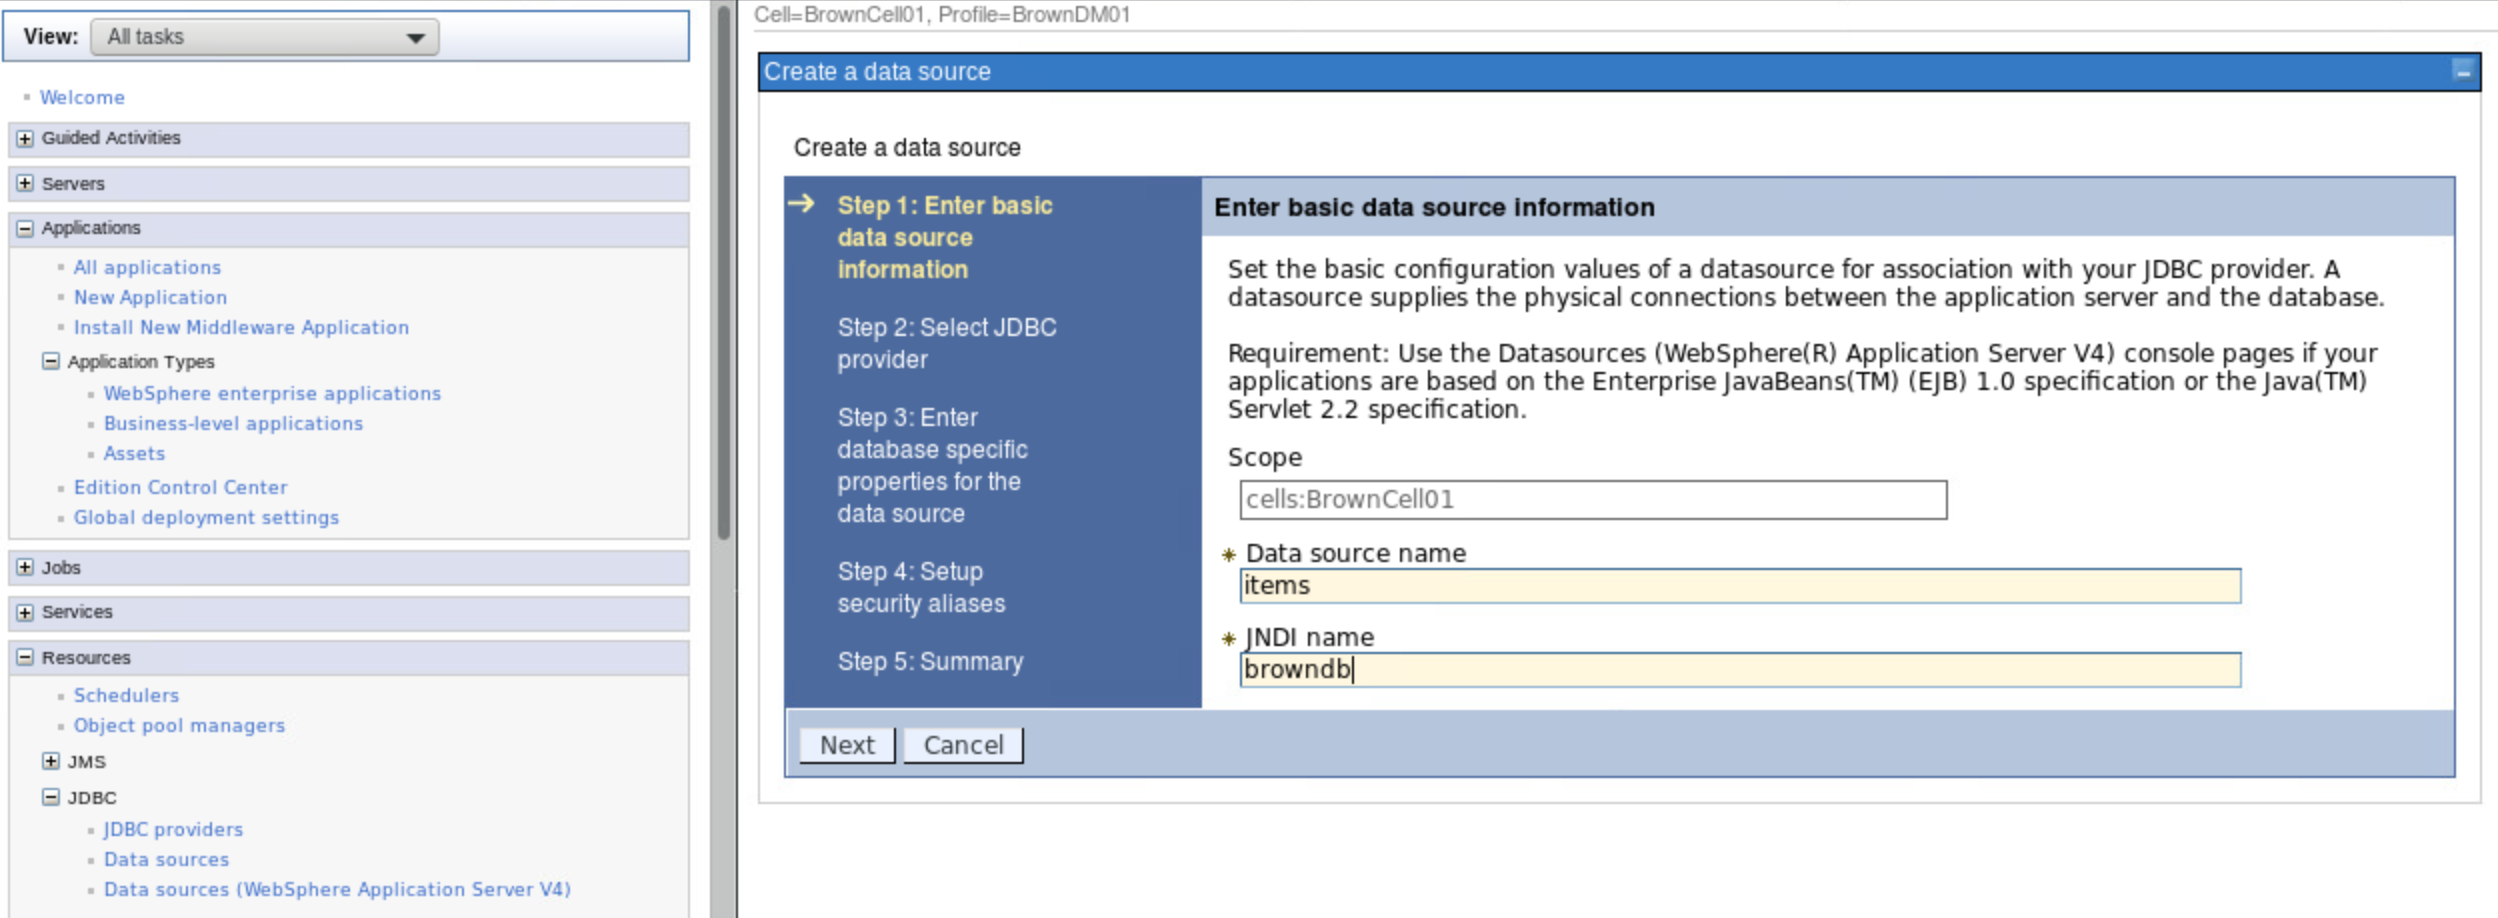 View: All tasks
Welcome
Guided Activities
Servers
Applications
All applications
New Application
Install New Middleware Application
Application Types
WebSphere enterprise applications
Business-level applications
Assets
Edition Control Center
Global deployment settings
Jobs
Services
Resources
Schedulers
Object pool managers
JMS
JDBC
JDBC providers
Data sources
Data sources (WebSphere Application Server V4)
Cell=BrownCell01, Profile=BrownDM01
Create a data source
Create a data source
Step 1: Enter basic
data source
information
Step 2: Select JDBC
provider
Step 3: Enter
database specific
properties for the
data source
Step 4: Setup
security aliases
Step 5: Summary
Enter basic data source information
Set the basic configuration values of a datasource for association with your JDBC provider. A
datasource supplies the physical connections between the application server and the database.
Requirement: Use the Datasources (WebSphere(R) Application Server V4) console pages if your
applications are based on the Enterprise JavaBeans(TM) (EJB) 1.0 specification or the Java(TM)
Servlet 2.2 specification.
Scope
cells:BrownCell01
* Data source name
items
* JNDI name
browndb
Next Cancel